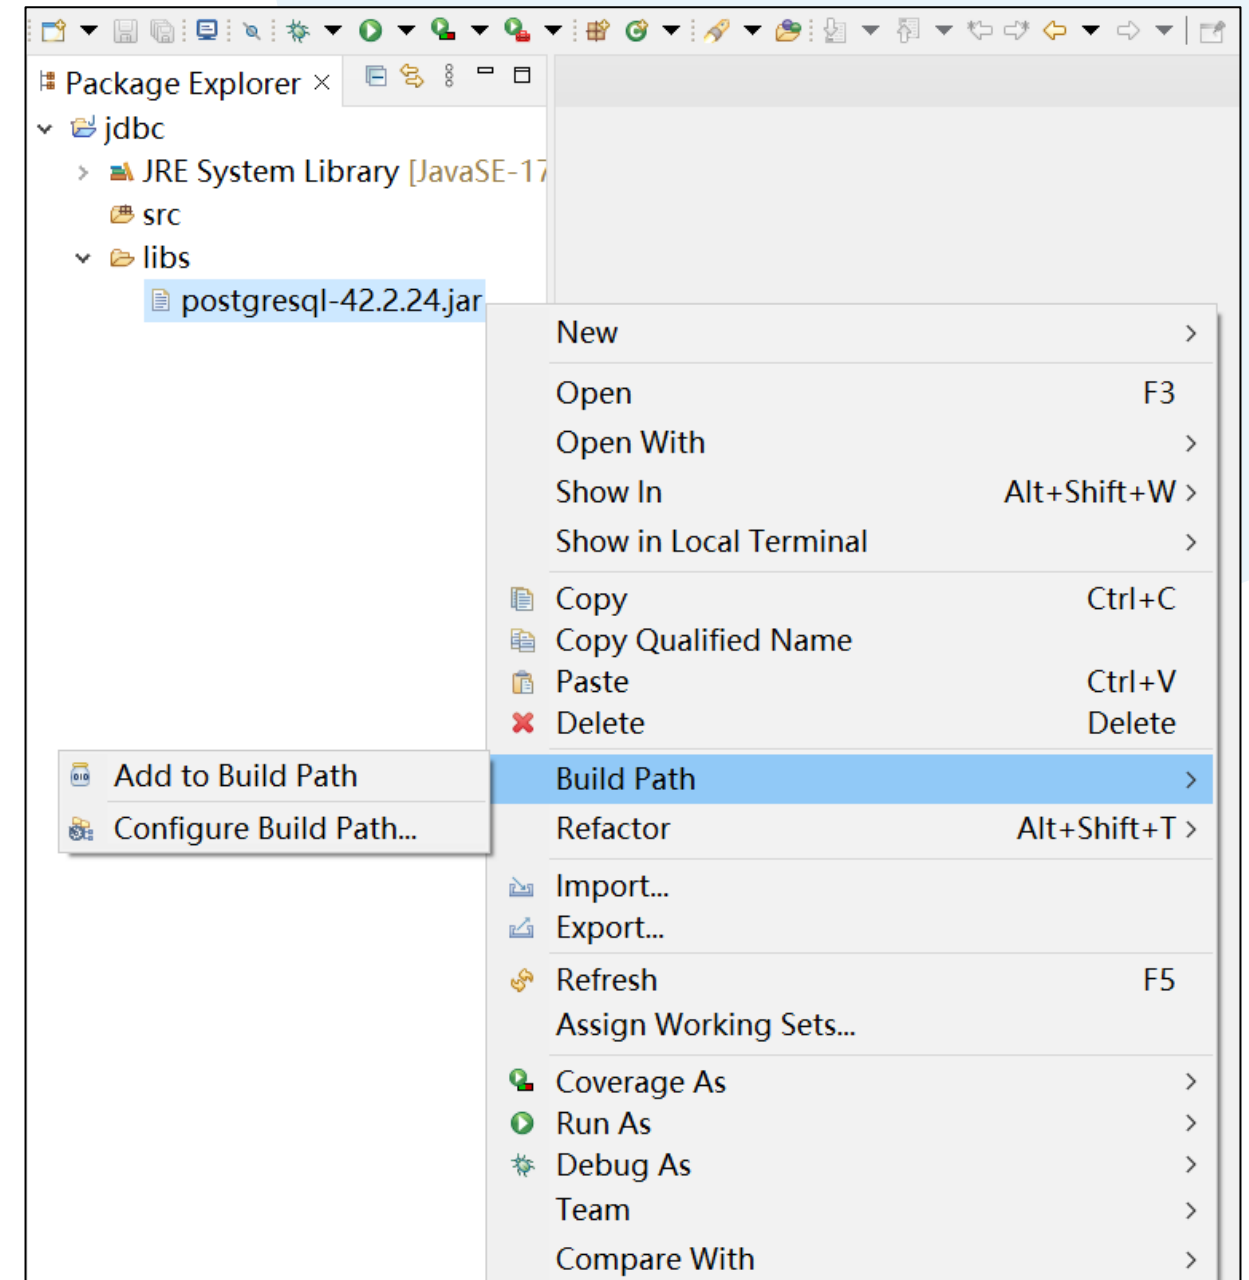 Package Explorer
jdbc
JRE System Library [JavaSE-17
src
libs
postgresql-42.2.24.jar
New
Open F3
Open With
Show In Alt+Shift+W
Show in Local Terminal
Copy Ctrl+C
Copy Qualified Name
Paste Ctrl+V
Delete Delete
Build Path
Add to Build Path
Configure Build Path...
Refactor Alt+Shift+T
Import...
Export...
Refresh F5
Assign Working Sets...
Coverage As
Run As
Debug As
Team
Compare With